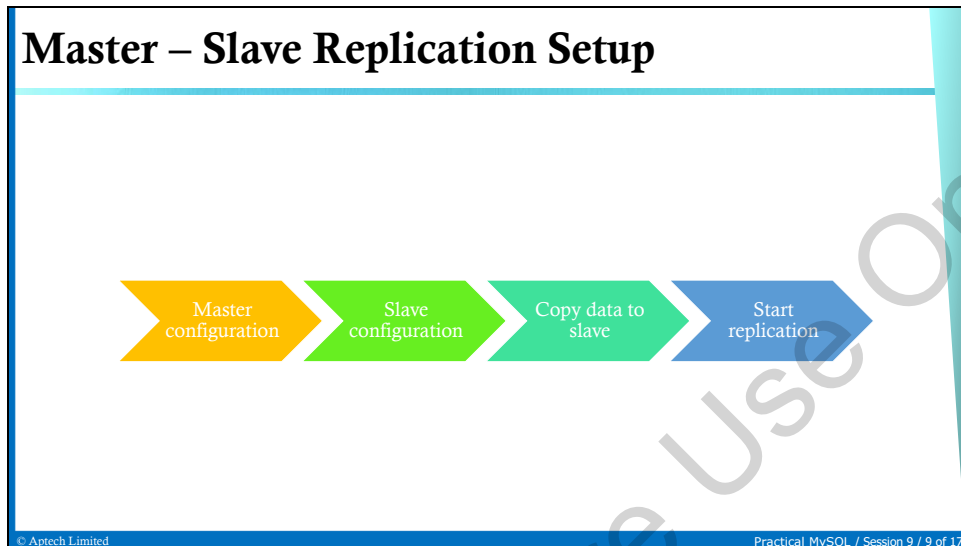 Master – Slave Replication Setup
Master
configuration
Slave
configuration
Copy data to
slave
Start
replication
Use
© Aptech Limited
Practical MySQL / Session 9 / 9 of 17